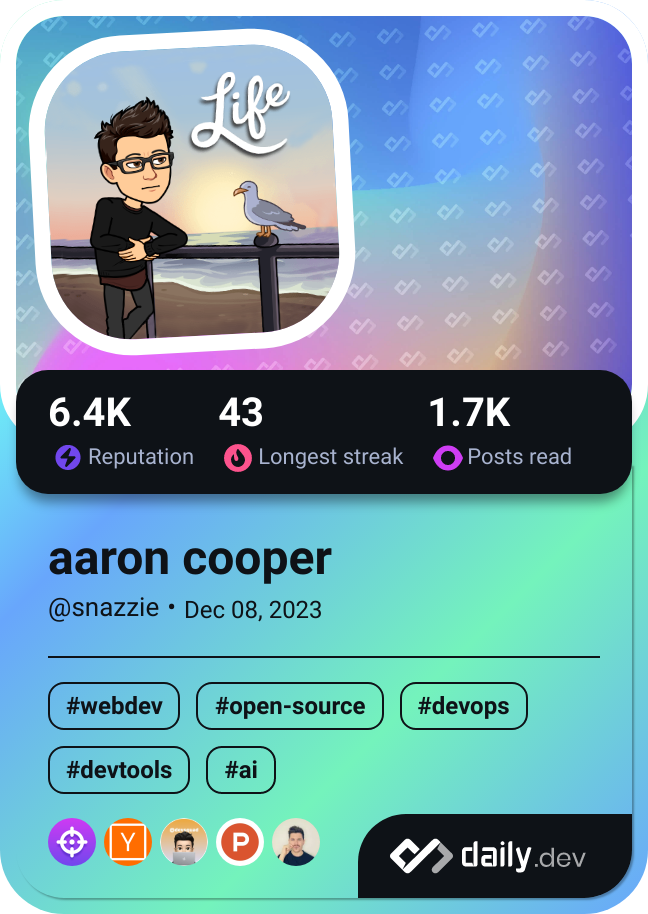 Life
6.4K 43 1.7K
Reputation Longest streak Posts read
aaron cooper
@snazzie • Dec 08, 2023
#webdev #open-source #devops
#devtools #ai
Y P
daily.dev